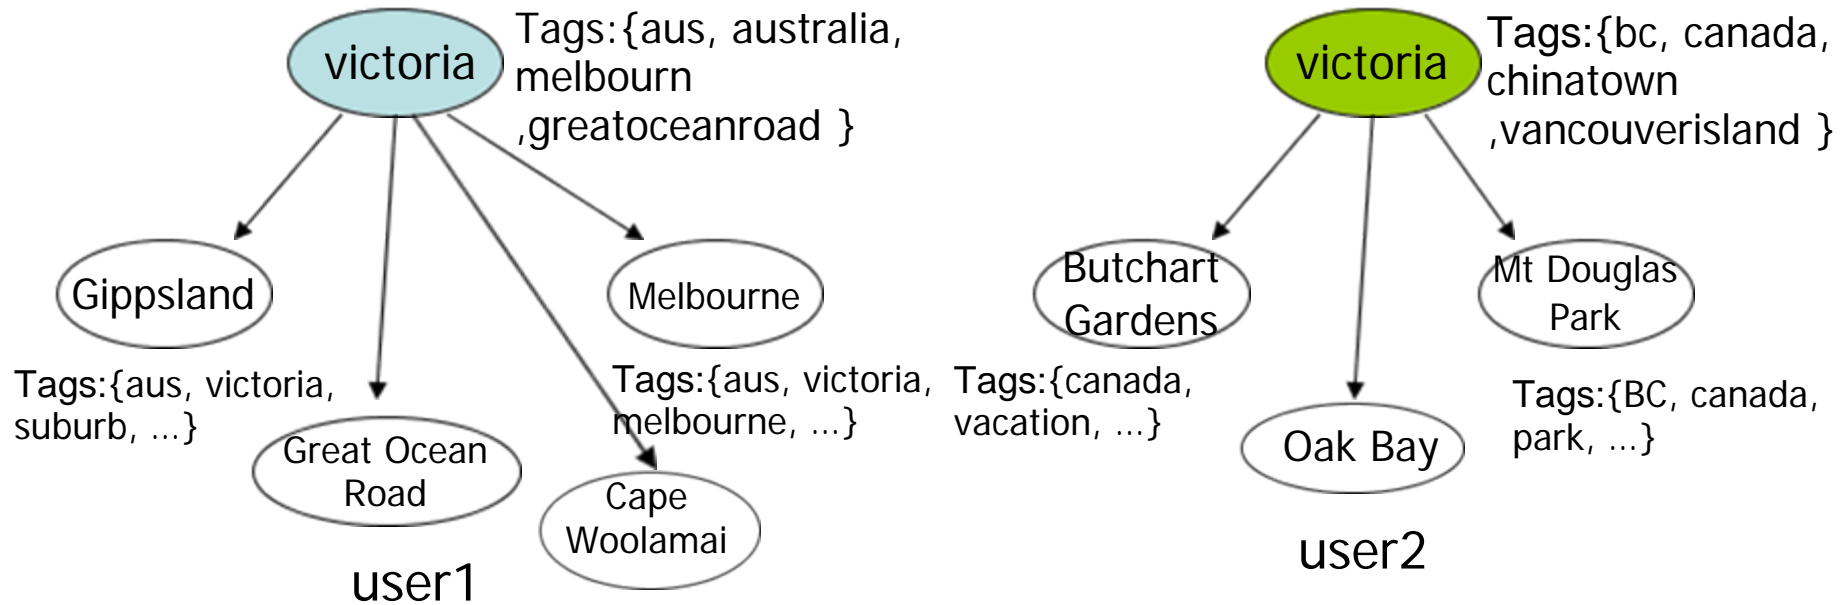 victoria
Tags:{aus, australia,
melbourn
,greatoceanroad }
Gippsland
Tags:{aus, victoria,
suburb, ...}
Great Ocean
Road
Cape
Woolamai
Melbourne
Tags:{aus, victoria,
melbourne, ...}
user1
victoria
Tags:{bc, canada,
chinatown
,vancouverisland }
Butchart
Gardens
Tags:{canada,
vacation, ...}
Oak Bay
Mt Douglas
Park
Tags:{BC, canada,
park, ...}
user2